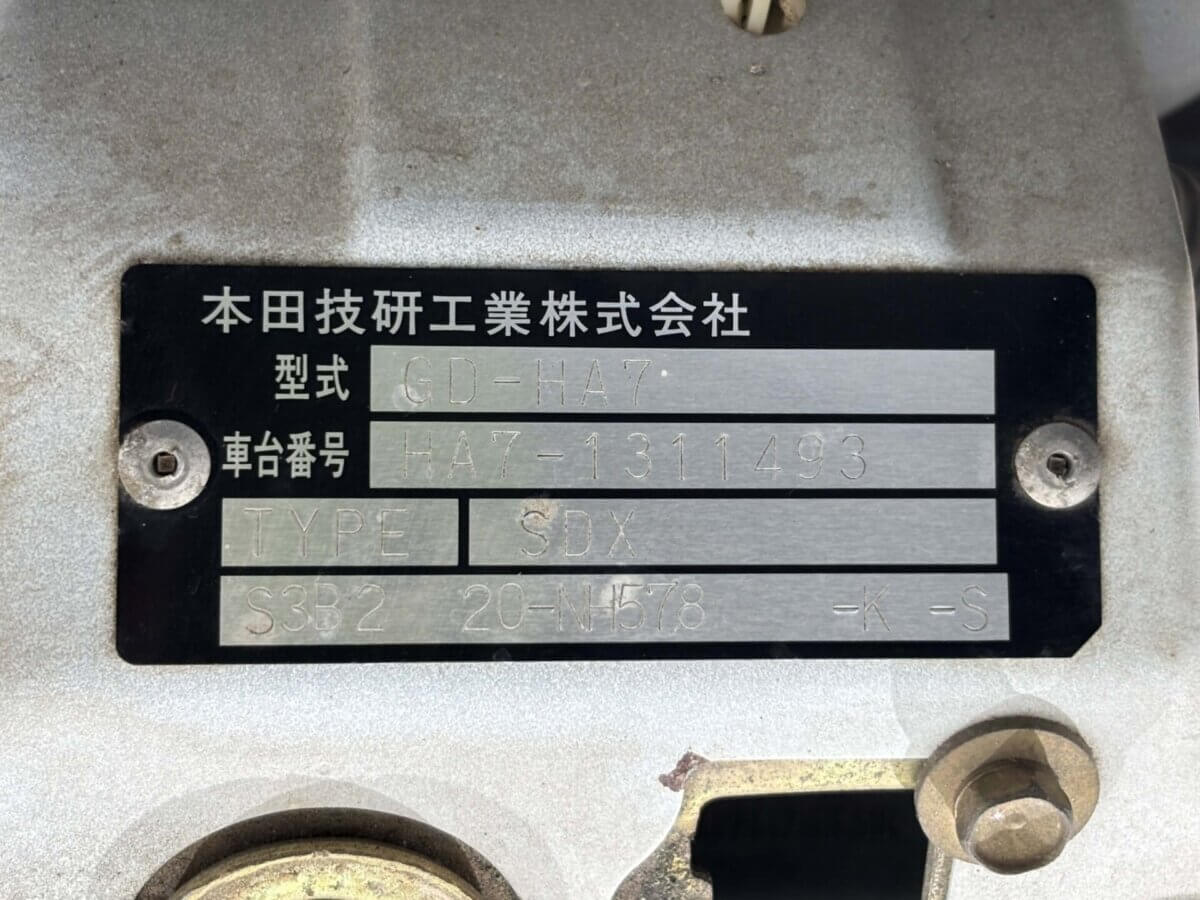 本田技研工業株式会社
型式 GD-HA7
車台番号 HA7-1311493
TYPE SDX
S3B2 20-NH578 -K -S